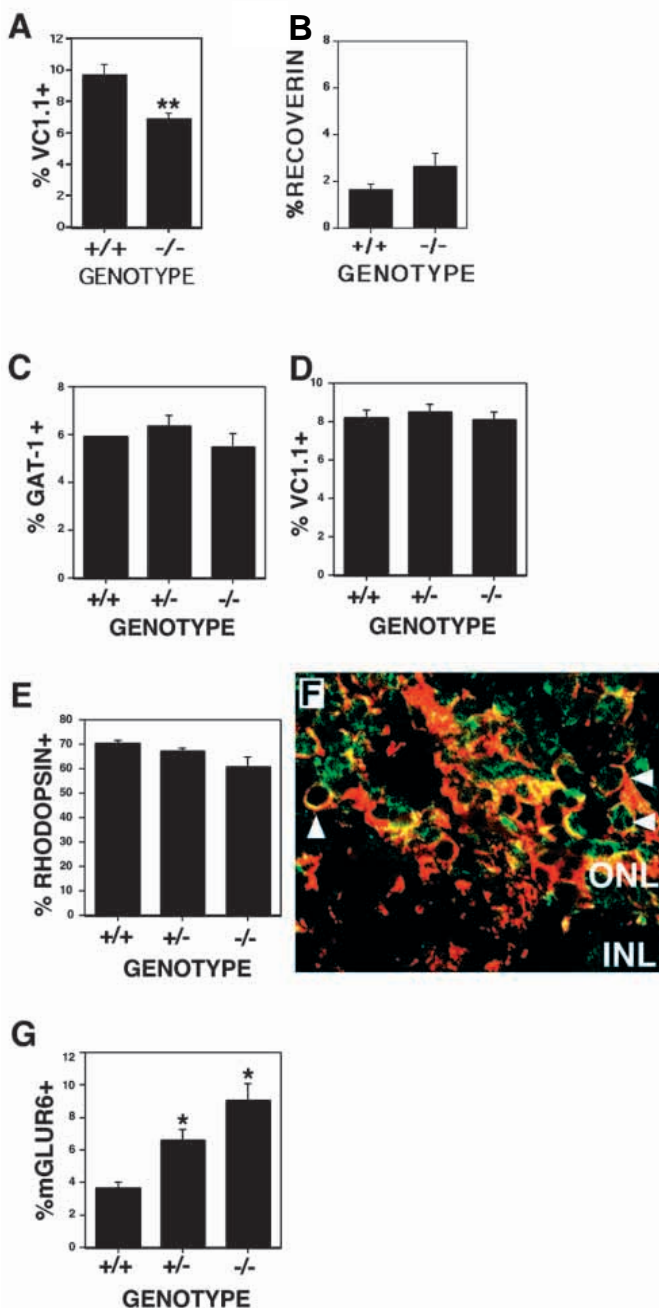 A
% VC1.1+
12
10
8
6
4
2
0
**
+/+ -/-
GENOTYPE
B
%RECOVERIN
8
6
4
2
0
+/+ -/-
GENOTYPE
C
% GAT-1 +
8
6
4
2
0
+/+ +/- -/-
GENOTYPE
D
% VC1.1+
10
8
6
4
2
0
+/+ +/- -/-
GENOTYPE
E
% RHODOPSIN+
80
70
60
50
40
30
20
10
0
+/+ +/- -/-
GENOTYPE
F
ONL
INL
G
%mGLUR6+
12
10
8
6
4
2
0
* *
+/+ +/- -/-
GENOTYPE